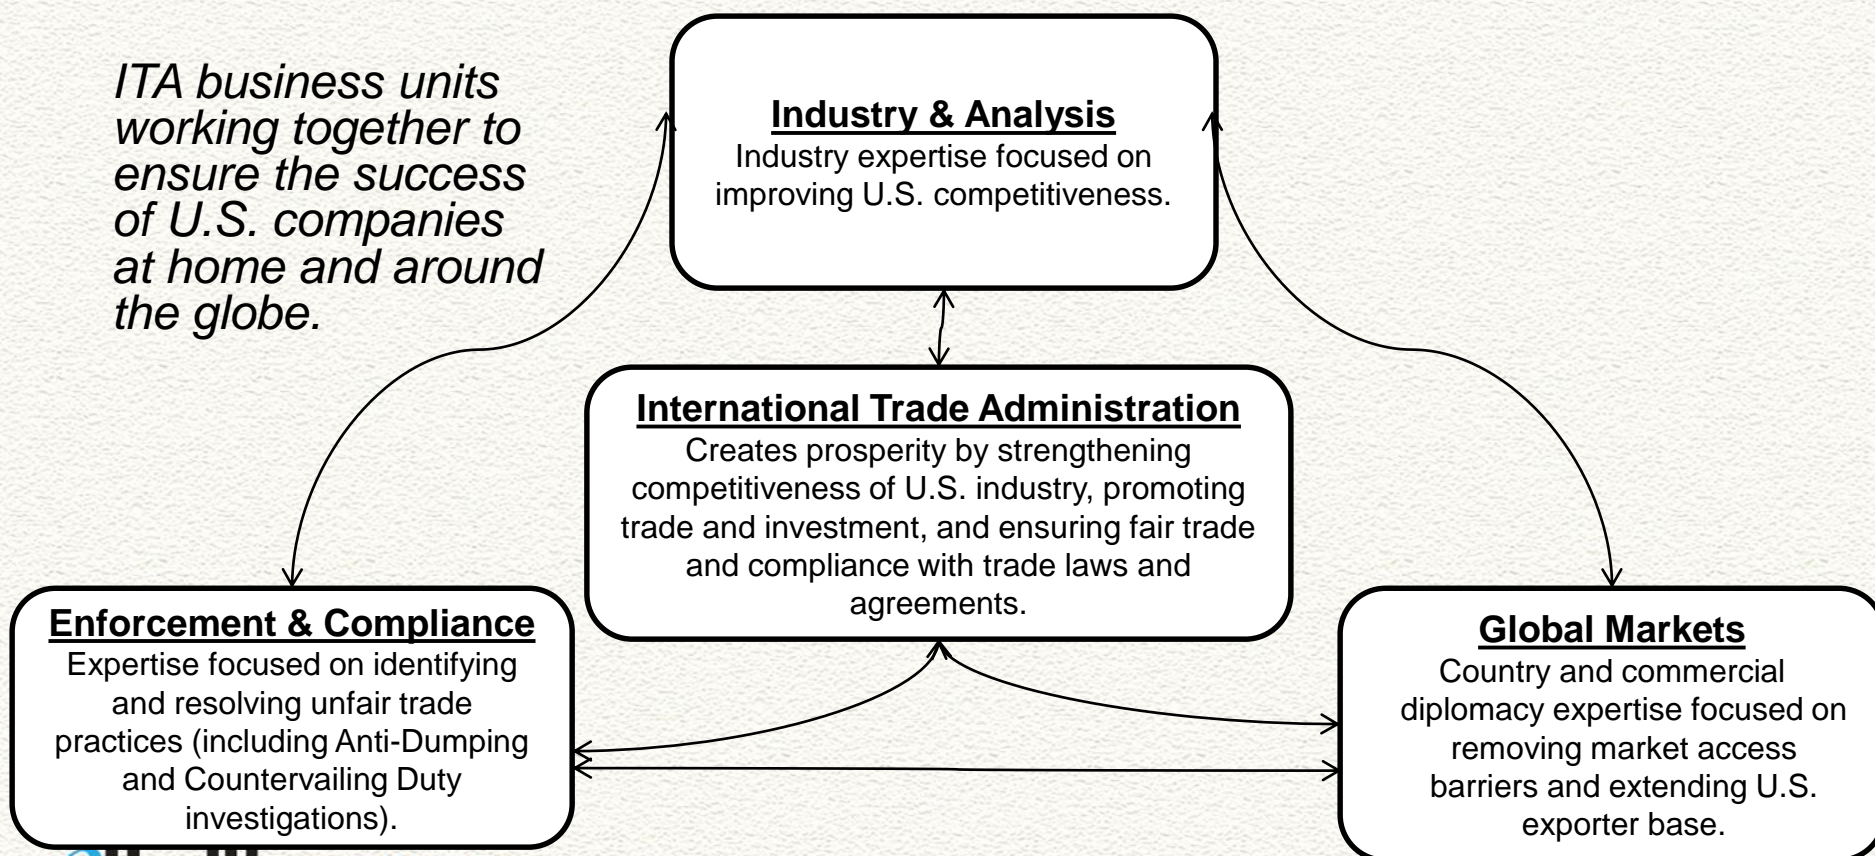 ITA business units
working together to
ensure the success
of U.S. companies
at home and around
the globe.
Industry & Analysis
Industry expertise focused on
improving U.S. competitiveness.
International Trade Administration
Creates prosperity by strengthening
competitiveness of U.S. industry, promoting
trade and investment, and ensuring fair trade
and compliance with trade laws and
agreements.
Enforcement & Compliance
Expertise focused on identifying
and resolving unfair trade
practices (including Anti-Dumping
and Countervailing Duty
investigations).
Global Markets
Country and commercial
diplomacy expertise focused on
removing market access
barriers and extending U.S.
exporter base.